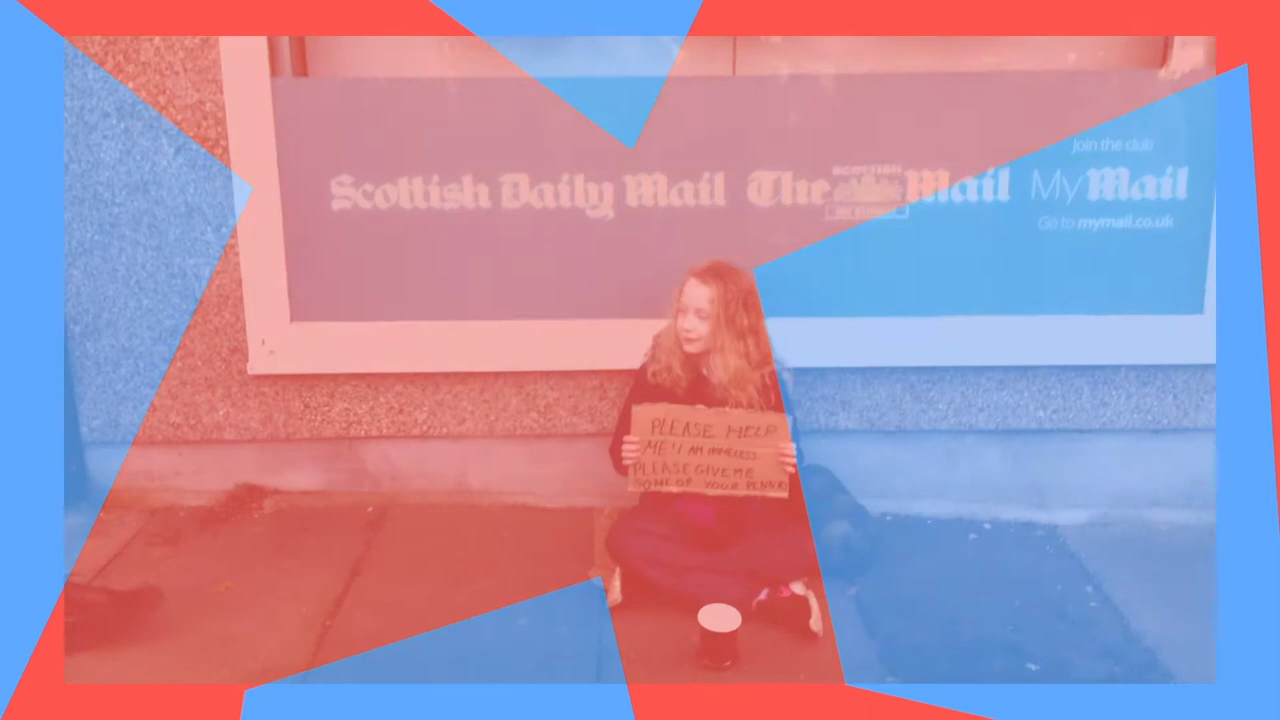 Join the club
Scottish Daily Mail The SCOTTISH Mail My Mail
Go to mymail.co.uk
PLEASE HELP
ME! I AM HOMELESS
PLEASE GIVE ME
SOME OF YOUR